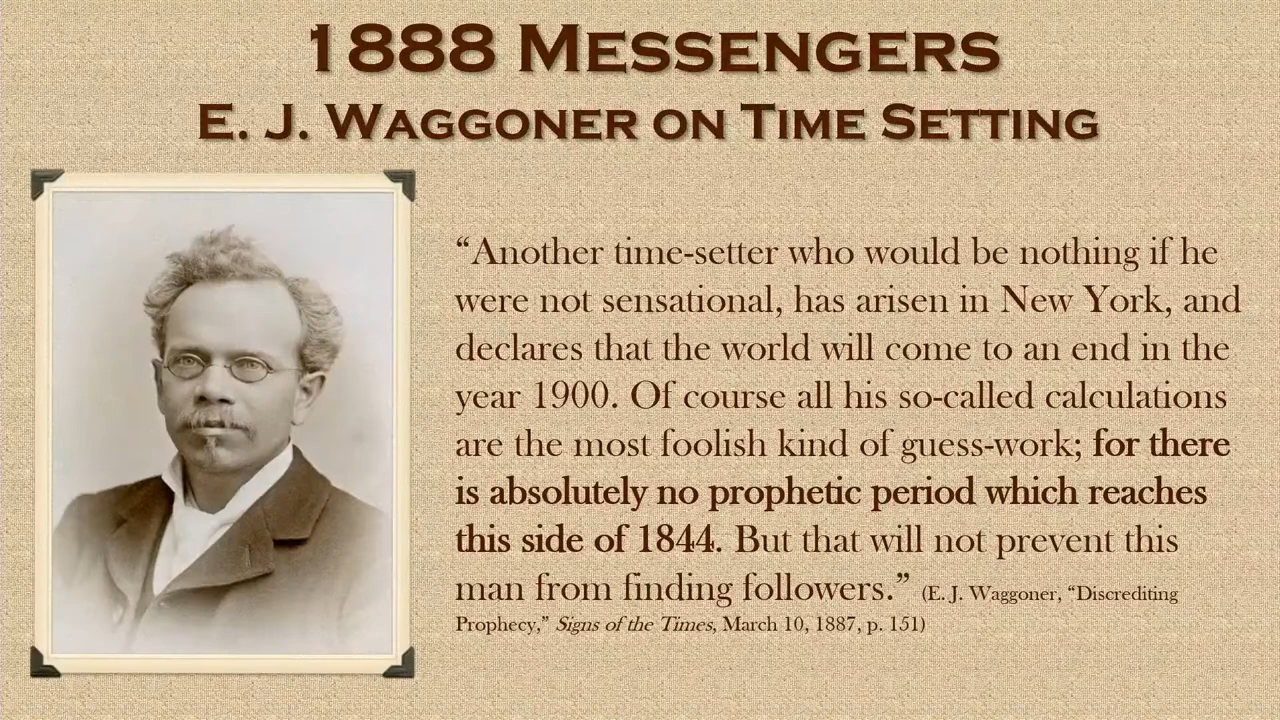 1888 Messengers
E. J. Waggoner on Time Setting
“Another time-setter who would be nothing if he
were not sensational, has arisen in New York, and
declares that the world will come to an end in the
year 1900. Of course all his so-called calculations
are the most foolish kind of guess-work; for there
is absolutely no prophetic period which reaches
this side of 1844. But that will not prevent this
man from finding followers.” (E. J. Waggoner, “Discrediting
Prophecy,” Signs of the Times, March 10, 1887, p. 151)